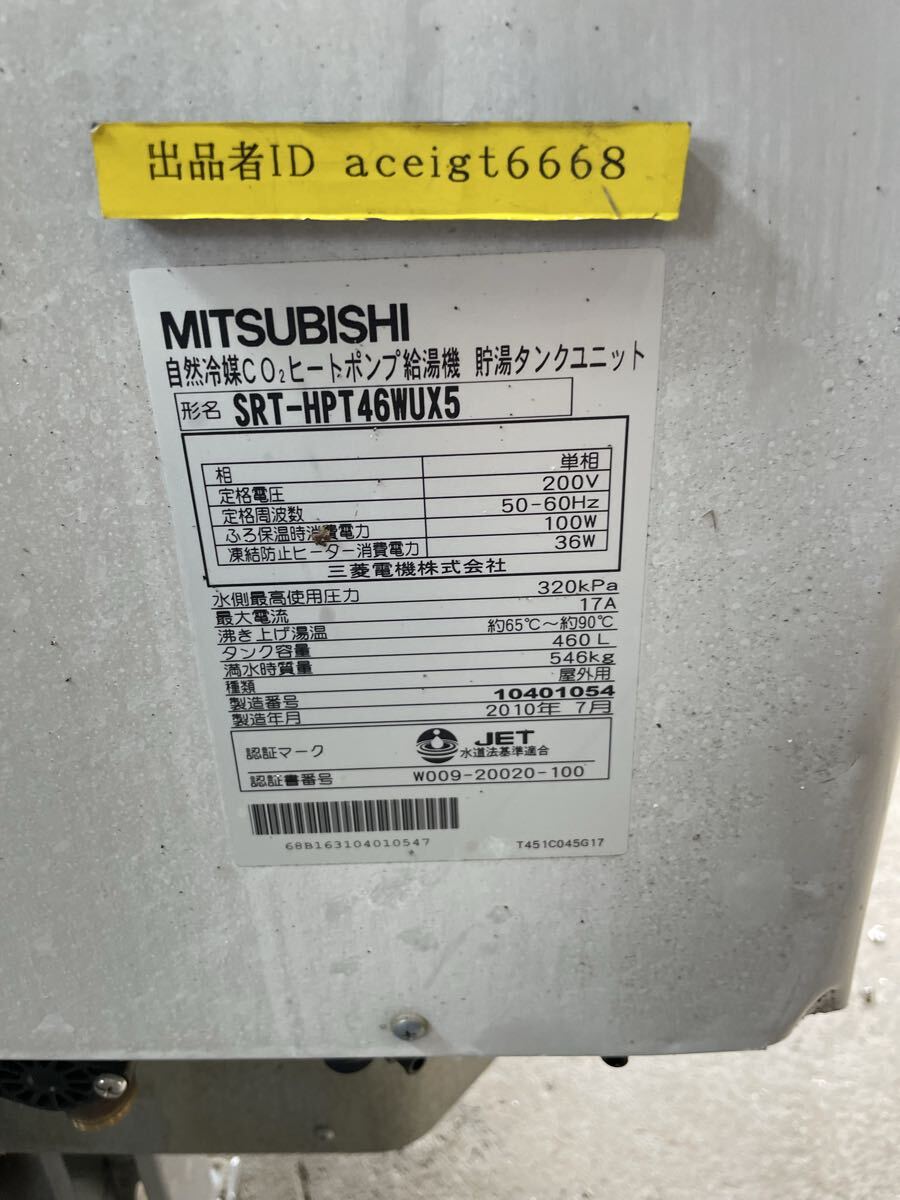 出品者ID aceigt6668
MITSUBISHI
自然冷媒CO₂ヒートポンプ給湯機 貯湯タンクユニット
形名 SRT-HPT46WUX5
相 単相
定格電圧 200V
定格周波数 50-60Hz
ふろ保温時消費電力 100W
凍結防止ヒーター消費電力 36W
三菱電機株式会社
水側最高使用圧力 320kPa
最大電流 17A
沸き上げ湯温 約65℃～約90℃
タンク容量 460L
満水時質量 546kg
種類 屋外用
製造番号 10401054
製造年月 2010年 7月
認証マーク JET 水道法基準適合
認証書番号 W009-20020-100
68B163104010547 T451C045G17